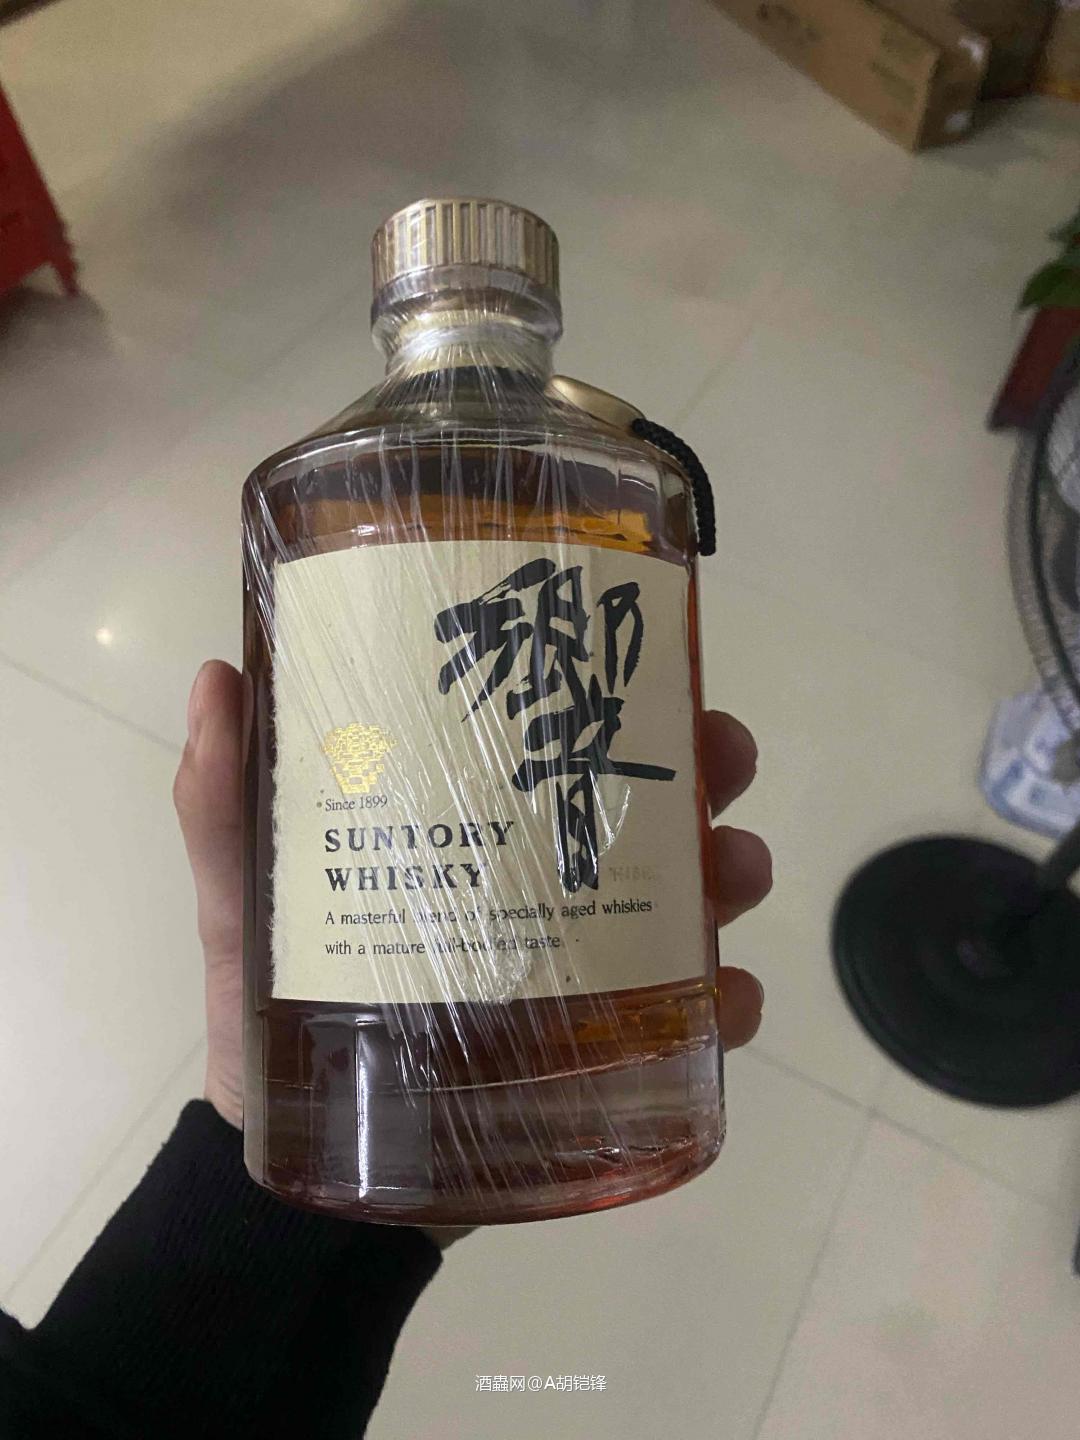 響
Since 1899
SUNTORY
WHISKY
A masterful blend of specially aged whiskies
with a mature full-bodied taste.
酒蟲网@A胡铠锋